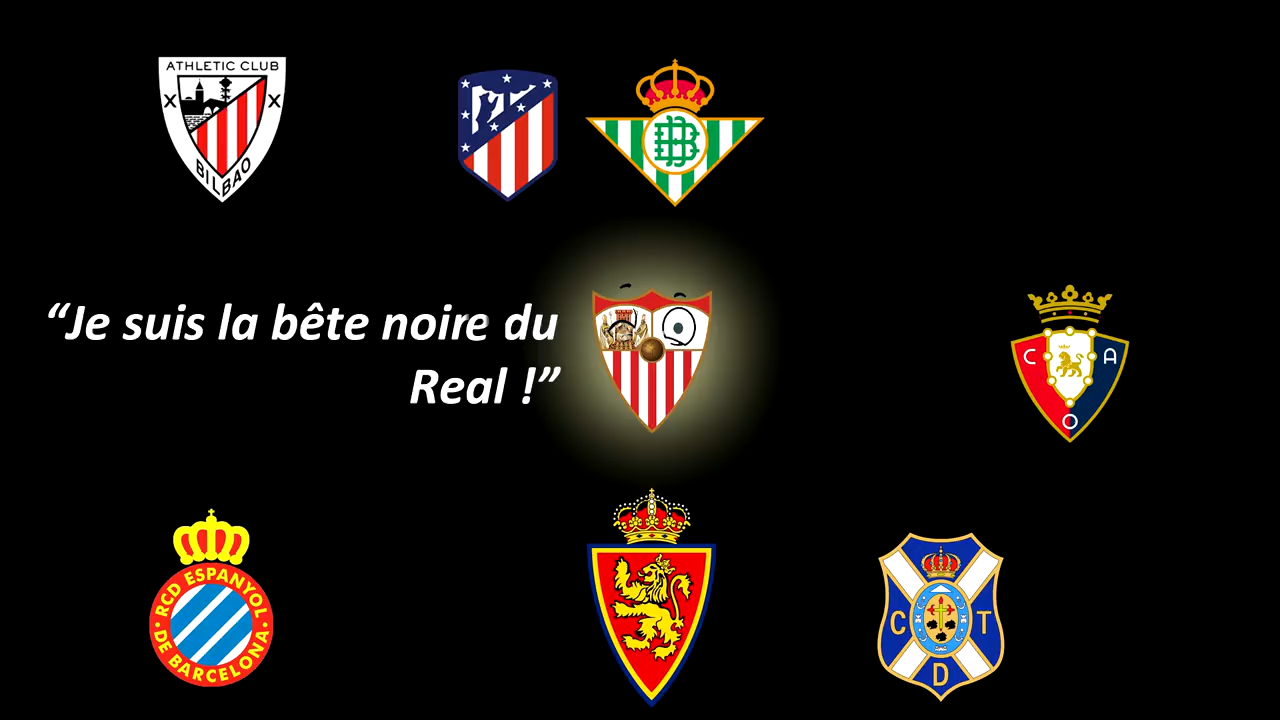 ATHLETIC CLUB
BILBAO
“Je suis la bête noire du
Real !”
C A
O
RCD ESPANYOL
DE BARCELONA
C T
D